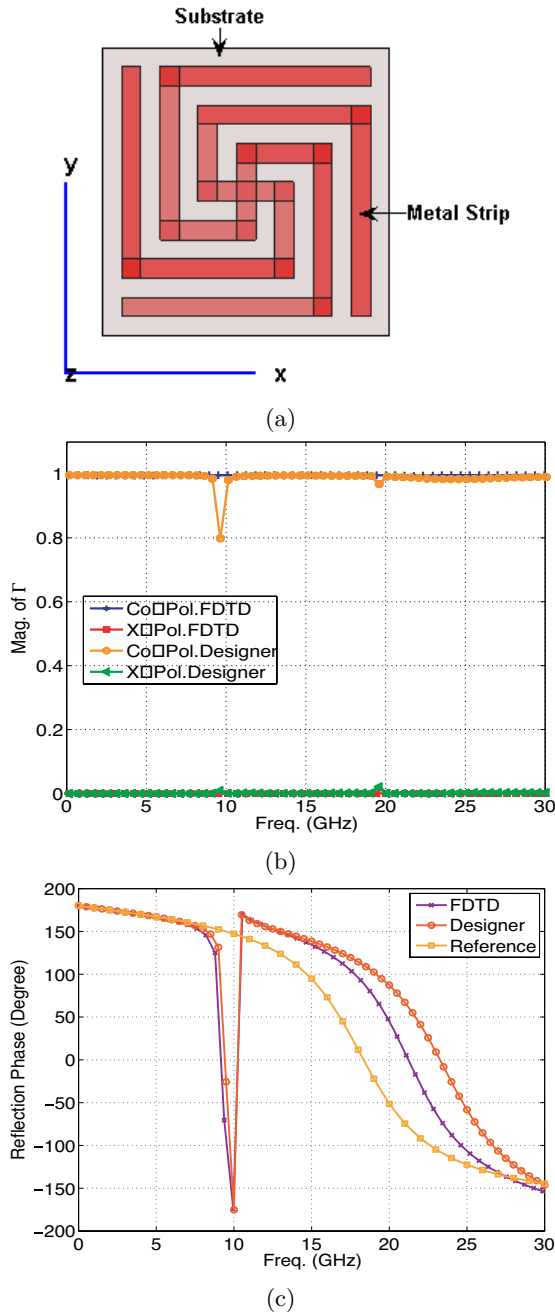 Substrate
y
Metal Strip
z
x
(a)
1
0.8
0.6
0.4
0.2
0
Mag. of Γ
Co□Pol.FDTD
X□Pol.FDTD
Co□Pol.Designer
X□Pol.Designer
0 5 10 15 20 25 30
Freq. (GHz)
(b)
200
150
100
50
0
−50
−100
−150
−200
Reflection Phase (Degree)
FDTD
Designer
Reference
0 5 10 15 20 25 30
Freq. (GHz)
(c)